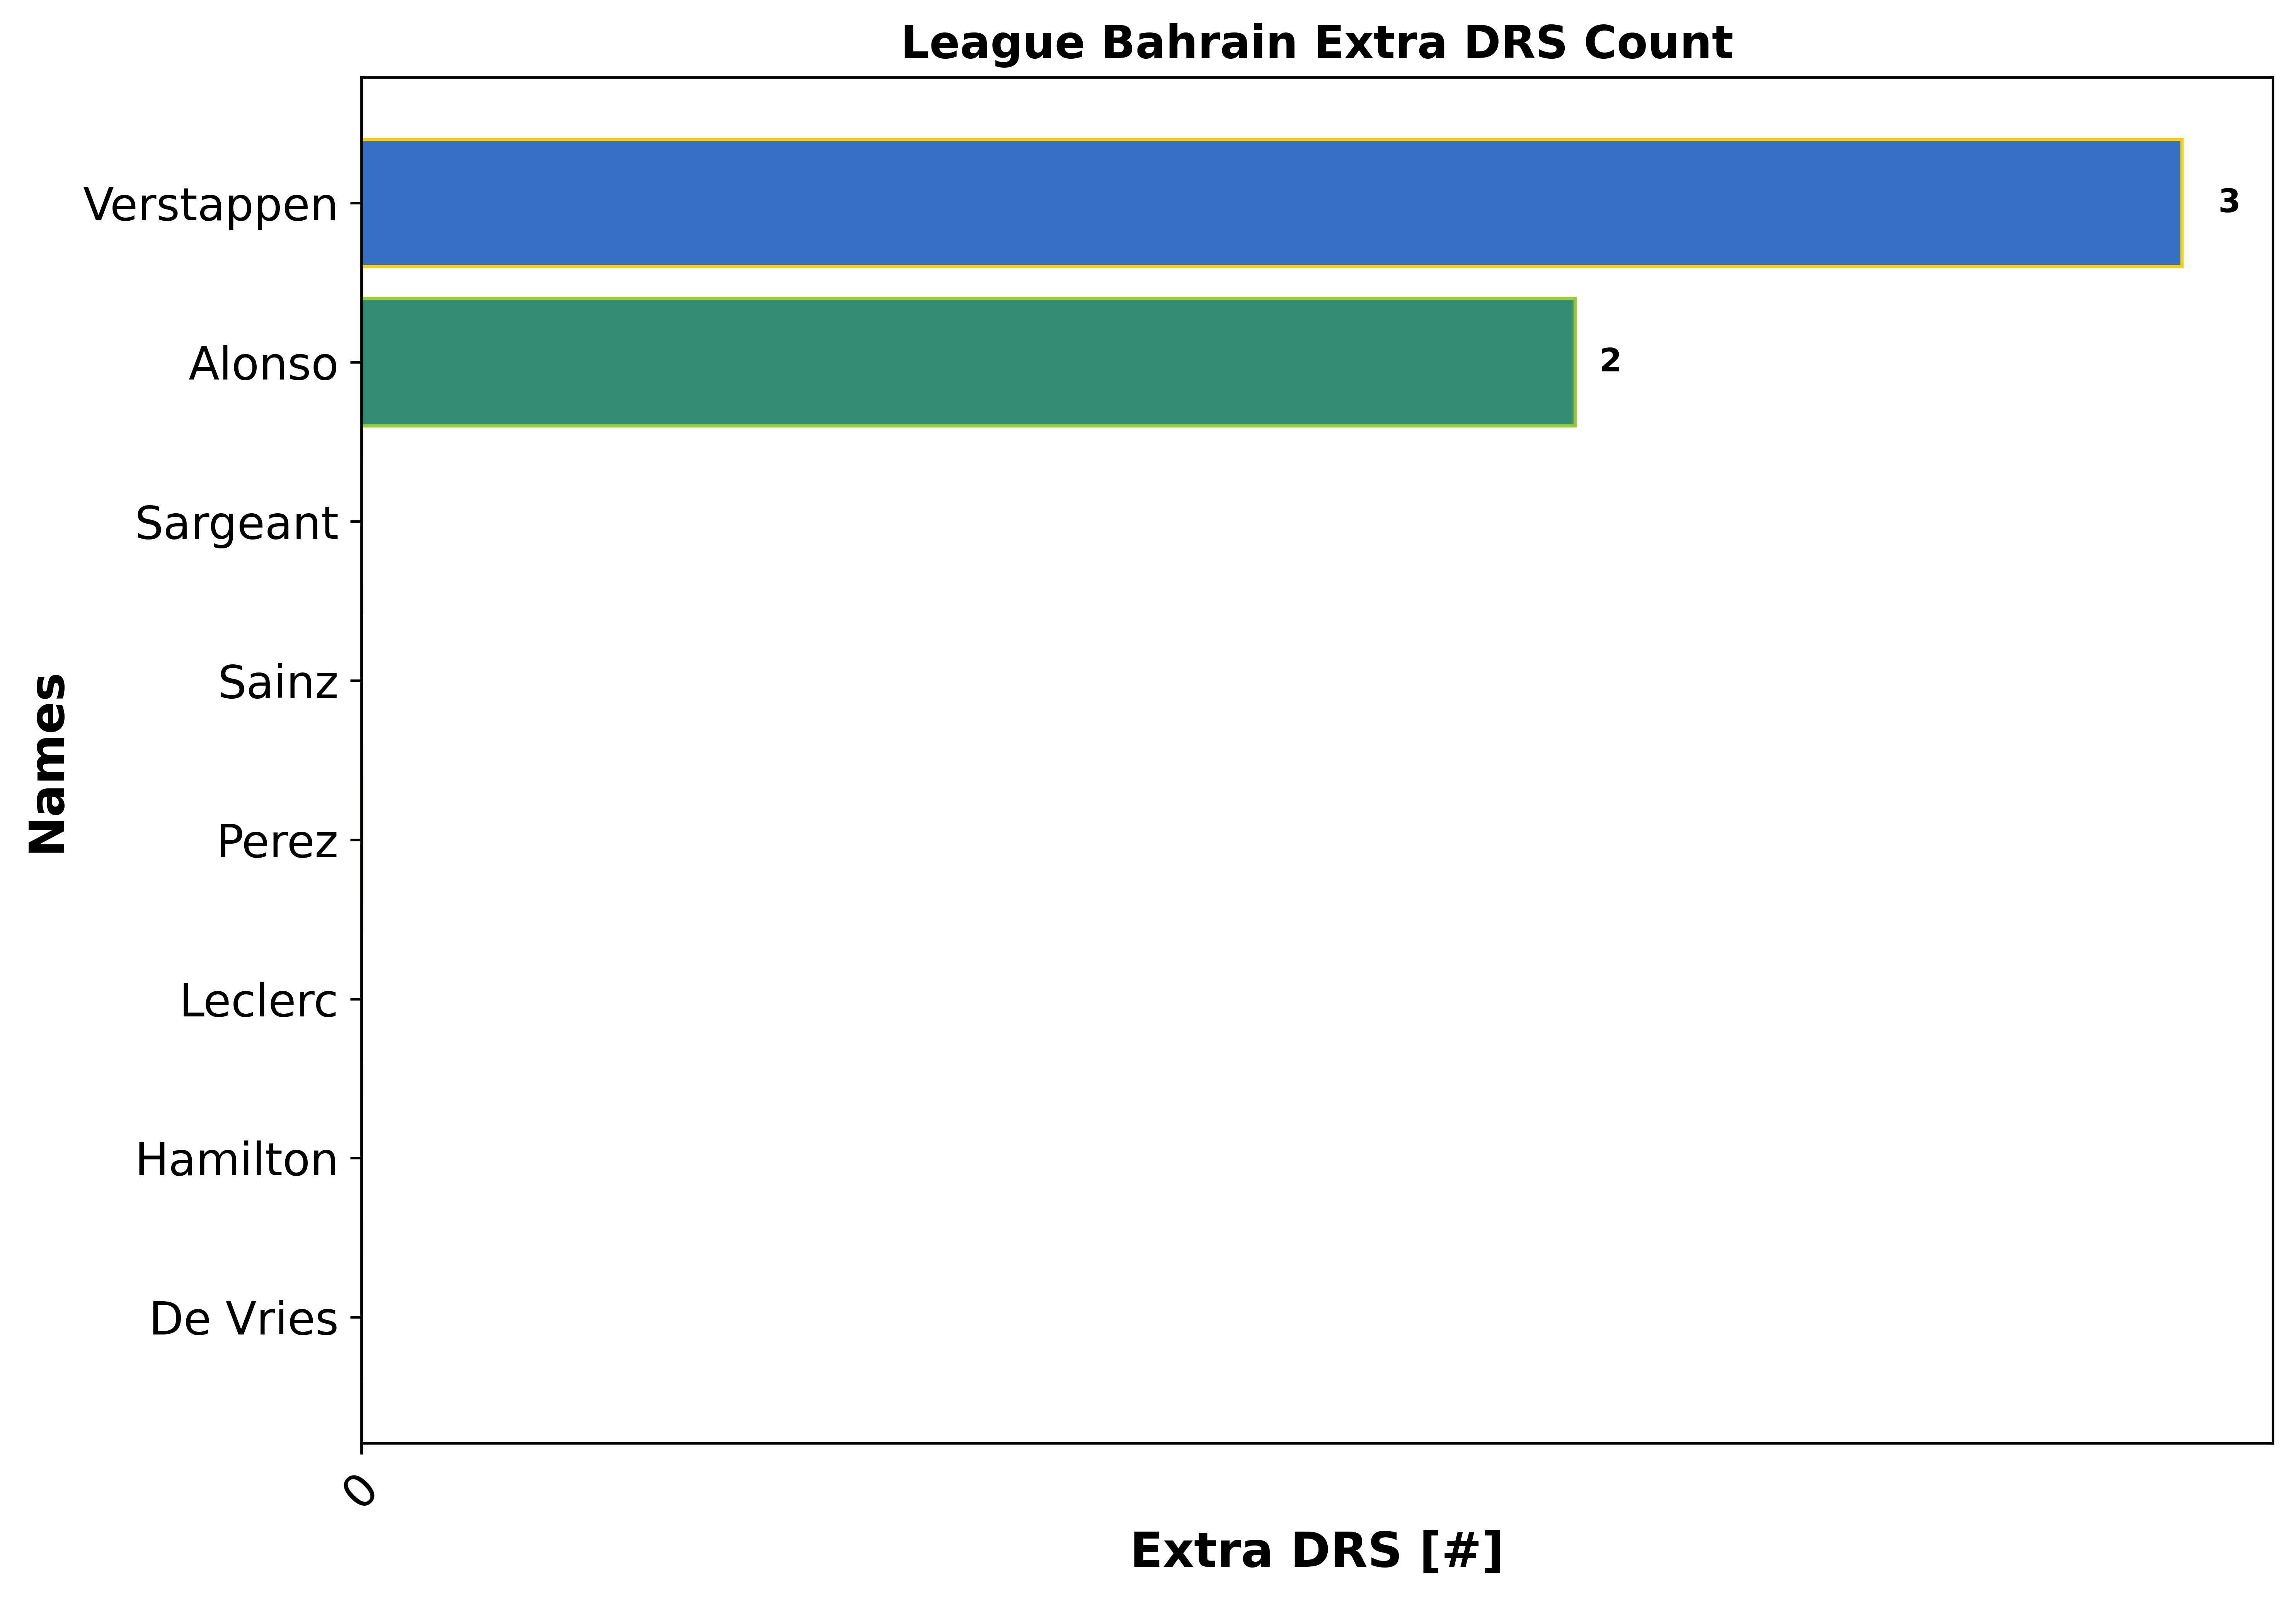 League Bahrain Extra DRS Count
Verstappen
3
Alonso
2
Sargeant
Sainz
Perez
Leclerc
Hamilton
De Vries
Names
0
Extra DRS [#]